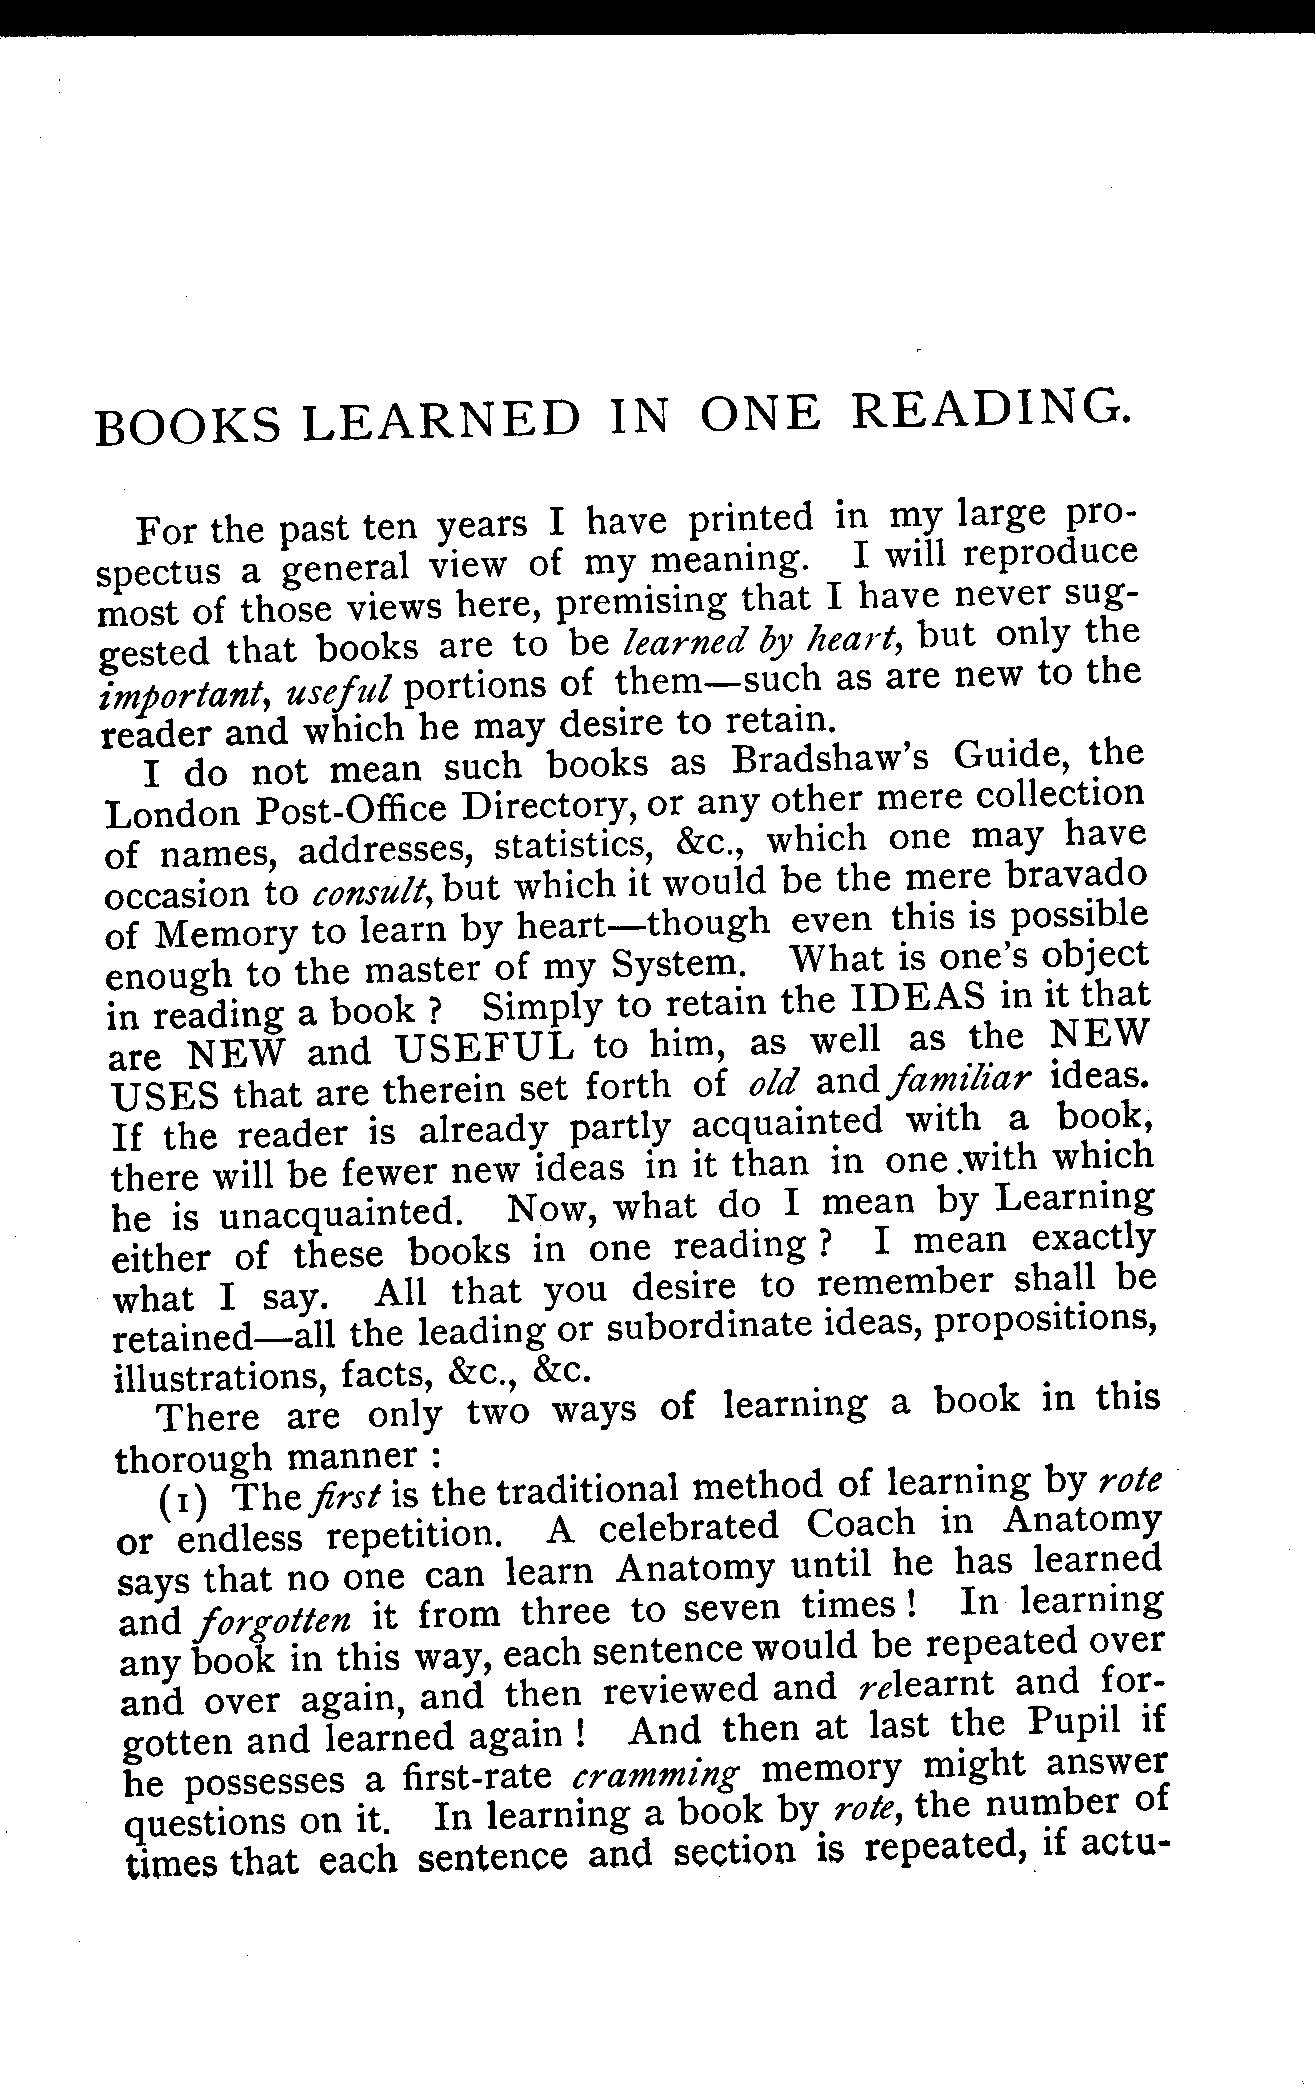 BOOKS LEARNED IN ONE READING.
For the past ten years I have printed in my large pro-
spectus a general view of my meaning. I will reproduce
most of those views here, premising that I have never sug-
gested that books are to be learned by heart, but only the
important, useful portions of them—such as are new to the
reader and which he may desire to retain.
I do not mean such books as Bradshaw's Guide, the
London Post-Office Directory, or any other mere collection
of names, addresses, statistics, &c., which one may have
occasion to consult, but which it would be the mere bravado
of Memory to learn by heart—though even this is possible
enough to the master of my System. What is one's object
in reading a book ? Simply to retain the IDEAS in it that
are NEW and USEFUL to him, as well as the NEW
USES that are therein set forth of old and familiar ideas.
If the reader is already partly acquainted with a book,
there will be fewer new ideas in it than in one with which
he is unacquainted. Now, what do I mean by Learning
either of these books in one reading ? I mean exactly
what I say. All that you desire to remember shall be
retained—all the leading or subordinate ideas, propositions,
illustrations, facts, &c., &c.
There are only two ways of learning a book in this
thorough manner :
(1) The first is the traditional method of learning by rote
or endless repetition. A celebrated Coach in Anatomy
says that no one can learn Anatomy until he has learned
and forgotten it from three to seven times ! In learning
any book in this way, each sentence would be repeated over
and over again, and then reviewed and relearnt and for-
gotten and learned again ! And then at last the Pupil if
he possesses a first-rate cramming memory might answer
questions on it. In learning a book by rote, the number of
times that each sentence and section is repeated, if actu-